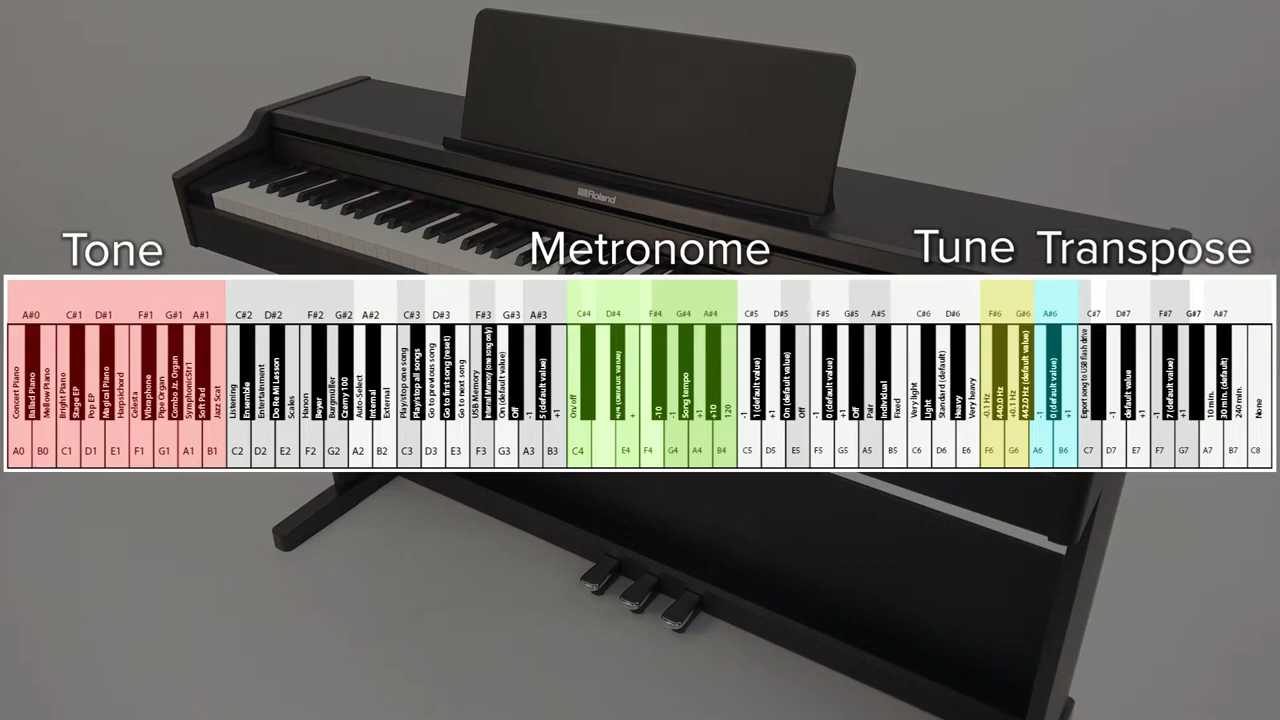 Roland
Tone
Metronome
Tune
Transpose
A#0 C#1 D#1 F#1 G#1 A#1 C#2 D#2 F#2 G#2 A#2 C#3 D#3 F#3 G#3 A#3 C#4 D#4 F#4 G#4 A#4 C#5 D#5 F#5 G#5 A#5 C#6 D#6 F#6 G#6 A#6 C#7 D#7 F#7 G#7 A#7
Concert Piano
Ballad Piano
Mellow Piano
Bright Piano
Stage EP
Pop EP
Magical Piano
Harpsichord
Celesta
Vibraphone
Pipe Organ
Combo Jz. Organ
SymphonicStr1
Soft Pad
Jazz Scat
Listening
Ensemble
Entertainment
Do Re Mi Lesson
Scales
Hanon
Beyer
Burgmüller
Czerny 100
Auto-Select
Internal
External
Play/stop one song
Play/stop all songs
Go to previous song
Go to first song (reset)
Go to next song
USB Memory
Internal Memory (one song only)
On (default value)
Off
-1
5 (default value)
+1
On/off
+
-10
-1
Song tempo
+1
+10
120
-1
1 (default value)
+1
On (default value)
Off
-1
0 (default value)
+1
Off
Pair
Individual
Fixed
Very light
Light
Standard (default)
Heavy
Very heavy
-0.1 Hz
440.0 Hz
+0.1 Hz
442.0 Hz (default value)
-1
0 (default value)
+1
Export song to USB flash drive
-1
default value
+1
-1
7 (default value)
+1
10 min.
30 min. (default)
240 min.
None
A0 B0 C1 D1 E1 F1 G1 A1 B1 C2 D2 E2 F2 G2 A2 B2 C3 D3 E3 F3 G3 A3 B3 C4 E4 F4 G4 A4 B4 C5 D5 E5 F5 G5 A5 B5 C6 D6 E6 F6 G6 A6 B6 C7 D7 E7 F7 G7 A7 B7 C8